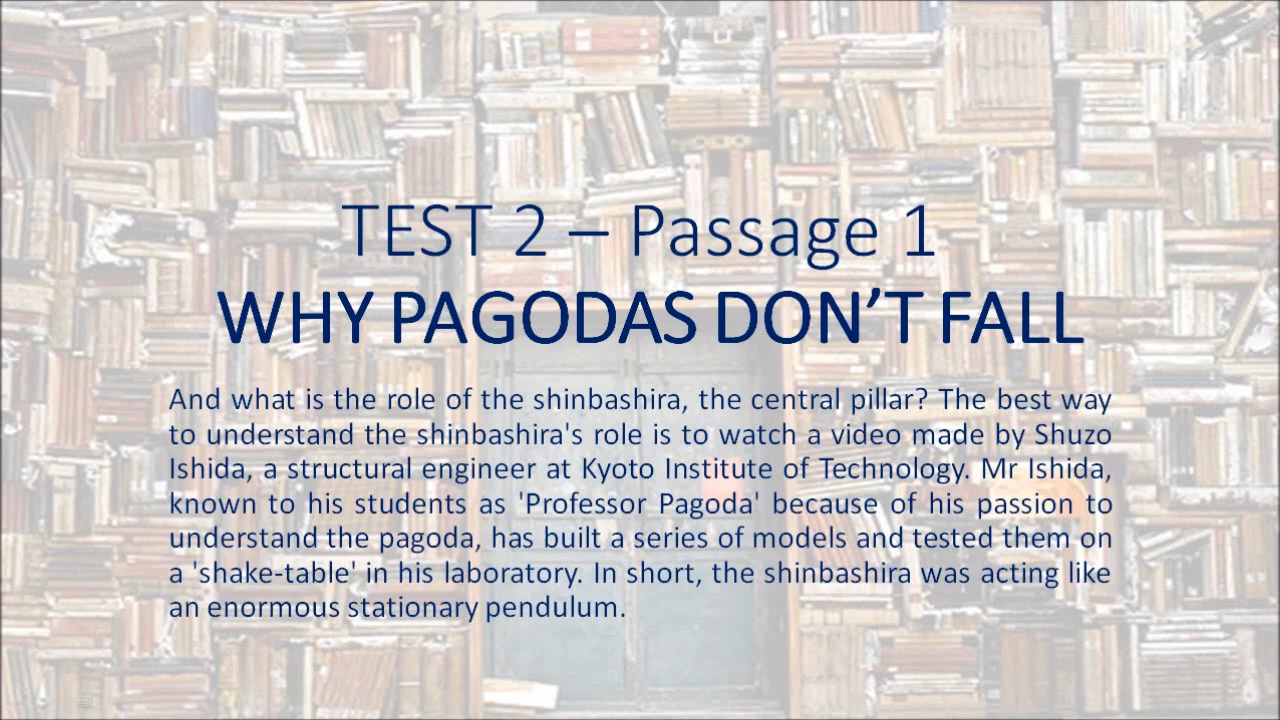 TEST 2 – Passage 1
WHY PAGODAS DON’T FALL
And what is the role of the shinbashira, the central pillar? The best way
to understand the shinbashira's role is to watch a video made by Shuzo
Ishida, a structural engineer at Kyoto Institute of Technology. Mr Ishida,
known to his students as 'Professor Pagoda' because of his passion to
understand the pagoda, has built a series of models and tested them on
a 'shake-table' in his laboratory. In short, the shinbashira was acting like
an enormous stationary pendulum.